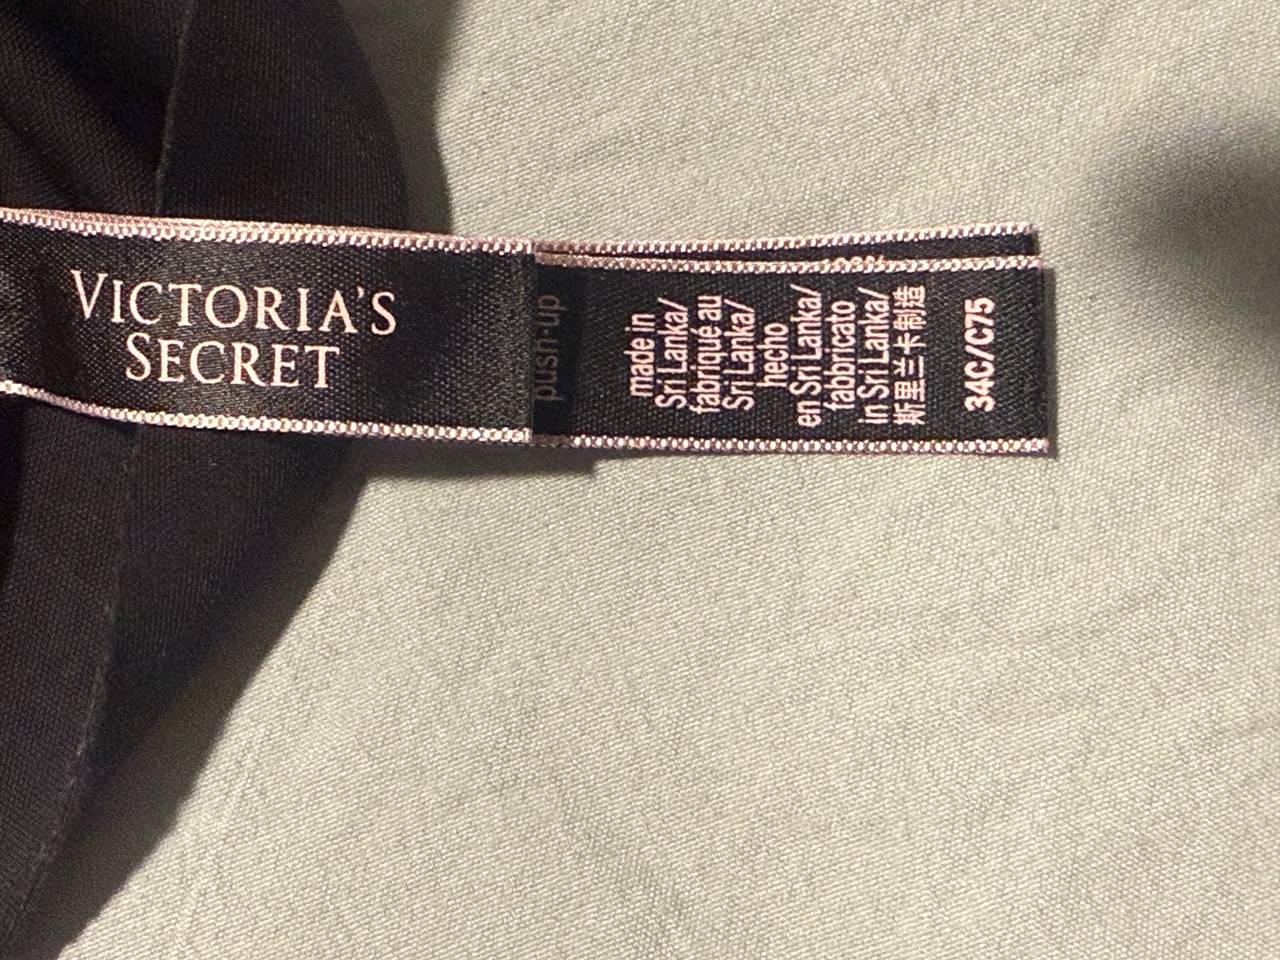 VICTORIA'S
SECRET
push-up
made in
Sri Lanka/
fabriqué au
Sri Lanka/
hecho
en Sri Lanka/
fabbricato
in Sri Lanka/
斯里兰卡制造
34C/C75